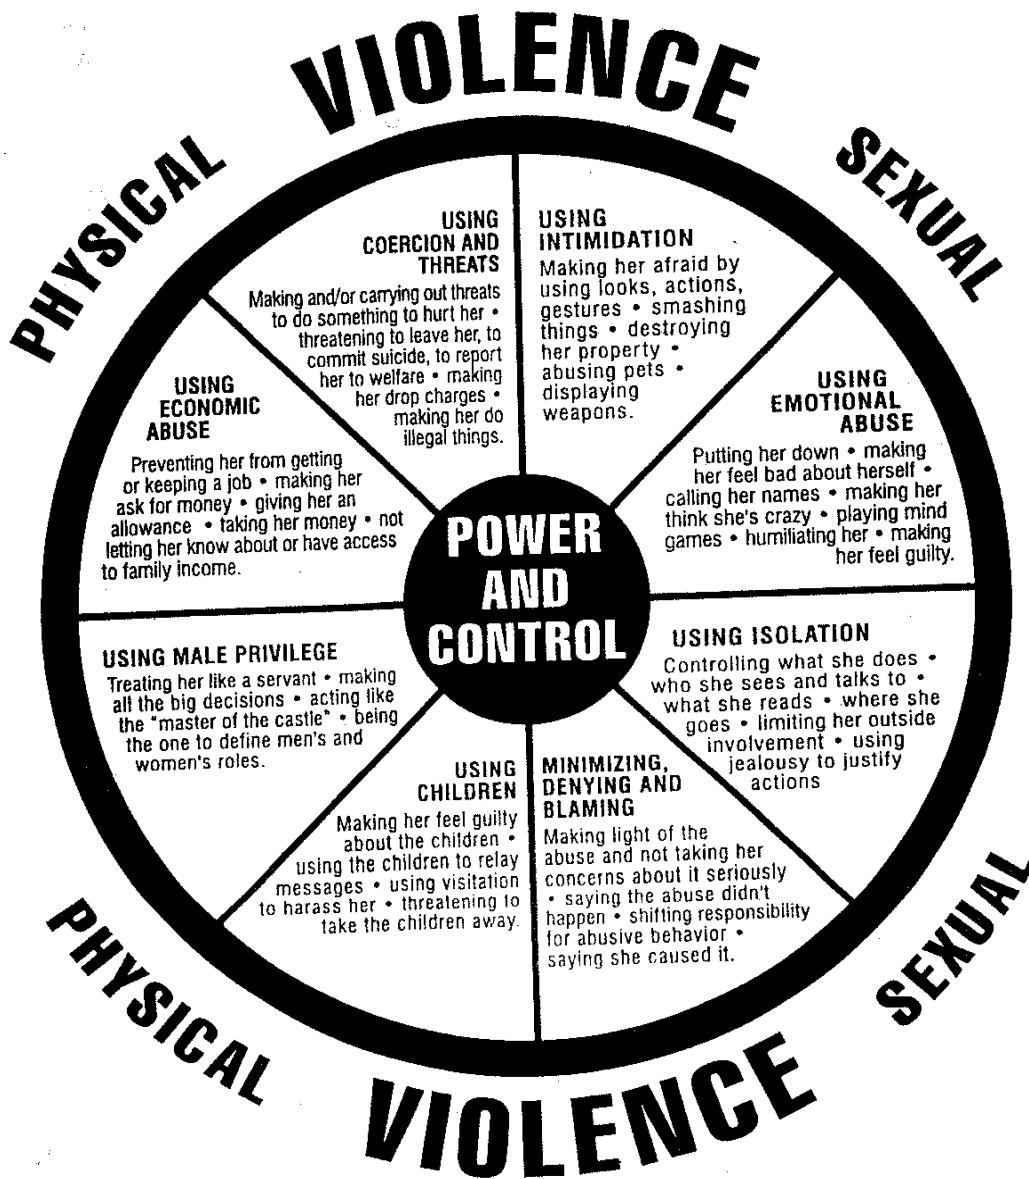 VIOLENCE
PHYSICAL
SEXUAL
USING
COERCION AND
THREATS
Making and/or carrying out threats
to do something to hurt her •
threatening to leave her, to
commit suicide, to report
her to welfare • making
her drop charges •
making her do
illegal things.
USING
INTIMIDATION
Making her afraid by
using looks, actions,
gestures • smashing
things • destroying
her property •
abusing pets •
displaying
weapons.
USING
EMOTIONAL
ABUSE
Putting her down • making
her feel bad about herself •
calling her names • making her
think she's crazy • playing mind
games • humiliating her • making
her feel guilty.
USING ISOLATION
Controlling what she does •
who she sees and talks to •
what she reads • where she
goes • limiting her outside
involvement • using
jealousy to justify
actions
MINIMIZING,
DENYING AND
BLAMING
Making light of the
abuse and not taking her
concerns about it seriously
• saying the abuse didn't
happen • shifting responsibility
for abusive behavior •
saying she caused it.
USING
CHILDREN
Making her feel guilty
about the children •
using the children to relay
messages • using visitation
to harass her • threatening to
take the children away.
USING MALE PRIVILEGE
Treating her like a servant • making
all the big decisions • acting like
the "master of the castle" • being
the one to define men's and
women's roles.
USING
ECONOMIC
ABUSE
Preventing her from getting
or keeping a job • making her
ask for money • giving her an
allowance • taking her money • not
letting her know about or have access
to family income.
POWER
AND
CONTROL
PHYSICAL
SEXUAL
VIOLENCE